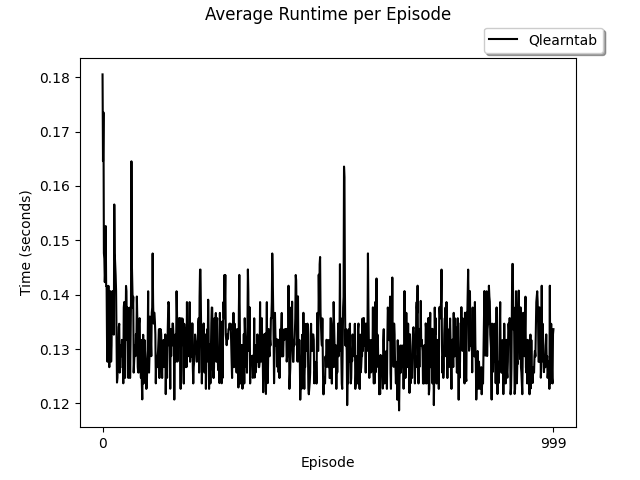 Average Runtime per Episode
Qlearntab
0.18
0.17
0.16
0.15
0.14
0.13
0.12
Time (seconds)
0
999
Episode